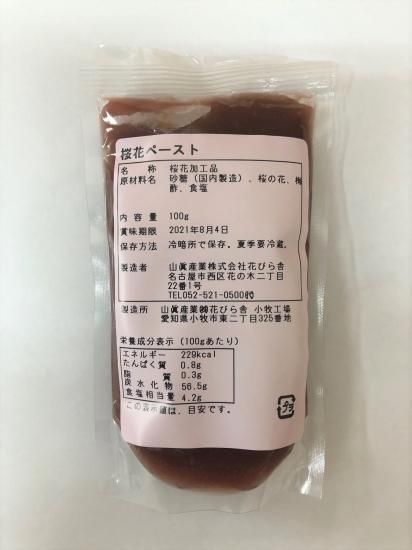 桜花ペースト
名 称 桜花加工品
原材料名 砂糖（国内製造）、桜の花、梅
酢、食塩
内 容 量 100g
賞味期限 2021年8月4日
保存方法 冷暗所で保存。夏季要冷蔵。
製造者 山眞産業株式会社花びら舎
名古屋市西区花の木二丁目
22番1号
TEL052-521-0500㈹
製造所 山眞産業㈱花びら舎 小牧工場
愛知県小牧市東二丁目325番地
栄養成分表示（100gあたり）
エネルギー 229kcal
たんぱく質 0.8g
脂 質 0.3g
炭水化物 56.5g
食塩相当量 4.2g
この表示値は、目安です。
プラ